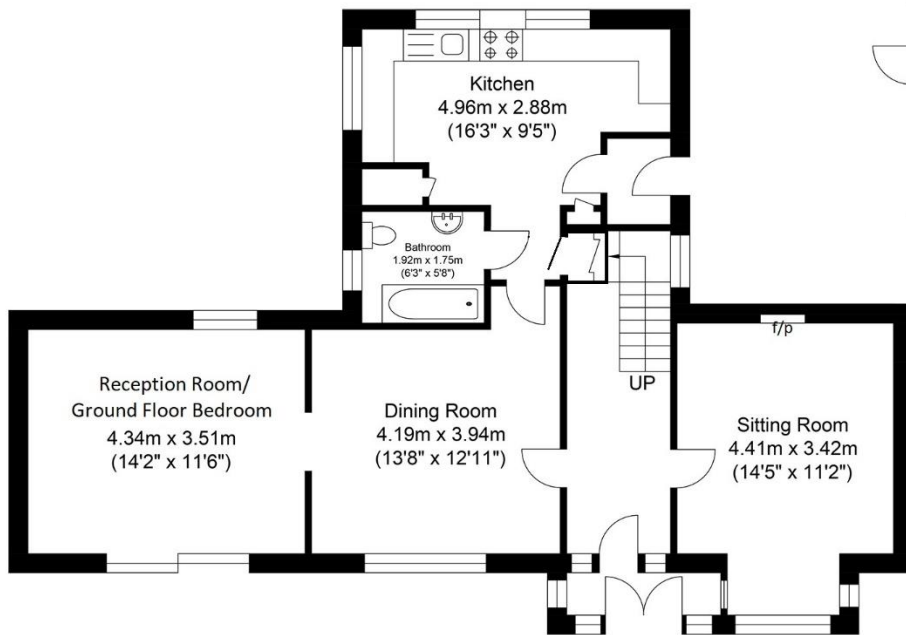 Kitchen
4.96m x 2.88m
(16'3" x 9'5")
Bathroom
1.92m x 1.75m
(6'3" x 5'8")
f/p
UP
Reception Room/
Ground Floor Bedroom
4.34m x 3.51m
(14'2" x 11'6")
Dining Room
4.19m x 3.94m
(13'8" x 12'11")
Sitting Room
4.41m x 3.42m
(14'5" x 11'2")